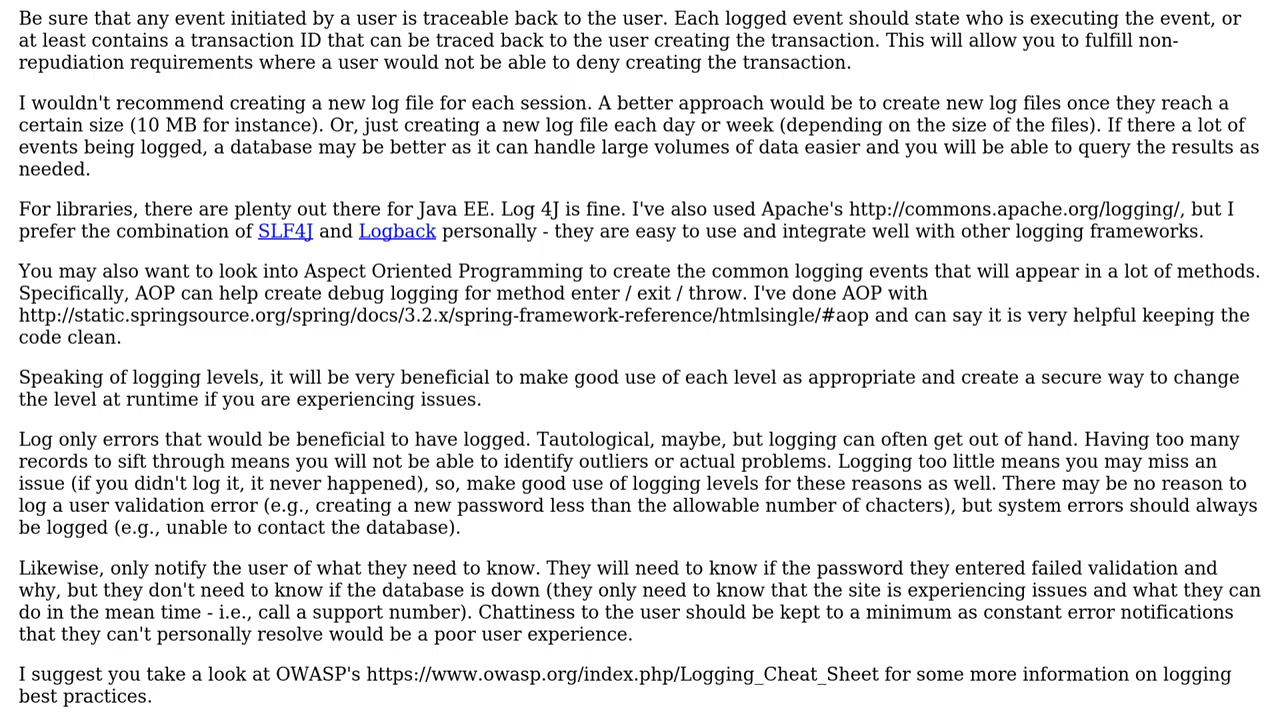 Be sure that any event initiated by a user is traceable back to the user. Each logged event should state who is executing the event, or
at least contains a transaction ID that can be traced back to the user creating the transaction. This will allow you to fulfill non-
repudiation requirements where a user would not be able to deny creating the transaction.
I wouldn't recommend creating a new log file for each session. A better approach would be to create new log files once they reach a
certain size (10 MB for instance). Or, just creating a new log file each day or week (depending on the size of the files). If there a lot of
events being logged, a database may be better as it can handle large volumes of data easier and you will be able to query the results as
needed.
For libraries, there are plenty out there for Java EE. Log 4J is fine. I've also used Apache's http://commons.apache.org/logging/, but I
prefer the combination of SLF4J and Logback personally - they are easy to use and integrate well with other logging frameworks.
You may also want to look into Aspect Oriented Programming to create the common logging events that will appear in a lot of methods.
Specifically, AOP can help create debug logging for method enter / exit / throw. I've done AOP with
http://static.springsource.org/spring/docs/3.2.x/spring-framework-reference/htmlsingle/#aop and can say it is very helpful keeping the
code clean.
Speaking of logging levels, it will be very beneficial to make good use of each level as appropriate and create a secure way to change
the level at runtime if you are experiencing issues.
Log only errors that would be beneficial to have logged. Tautological, maybe, but logging can often get out of hand. Having too many
records to sift through means you will not be able to identify outliers or actual problems. Logging too little means you may miss an
issue (if you didn't log it, it never happened), so, make good use of logging levels for these reasons as well. There may be no reason to
log a user validation error (e.g., creating a new password less than the allowable number of chacters), but system errors should always
be logged (e.g., unable to contact the database).
Likewise, only notify the user of what they need to know. They will need to know if the password they entered failed validation and
why, but they don't need to know if the database is down (they only need to know that the site is experiencing issues and what they can
do in the mean time - i.e., call a support number). Chattiness to the user should be kept to a minimum as constant error notifications
that they can't personally resolve would be a poor user experience.
I suggest you take a look at OWASP's https://www.owasp.org/index.php/Logging_Cheat_Sheet for some more information on logging
best practices.